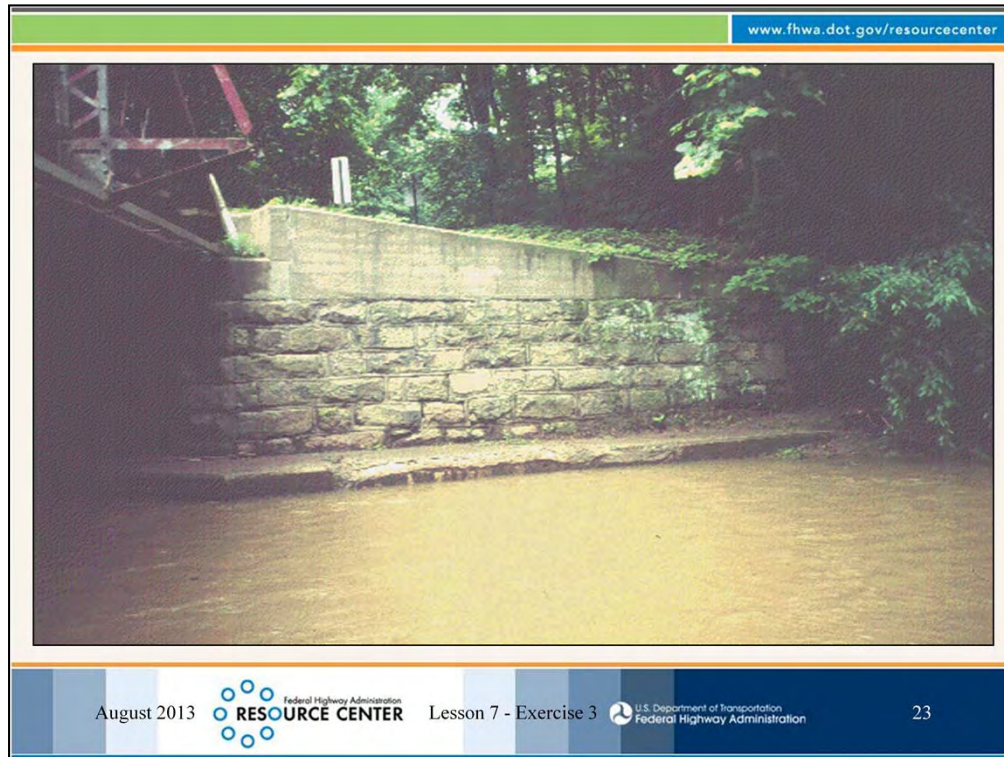 www.fhwa.dot.gov/resourcecenter
August 2013
Federal Highway Administration
RESOURCE CENTER
Lesson 7 - Exercise 3
U.S. Department of Transportation
Federal Highway Administration
23